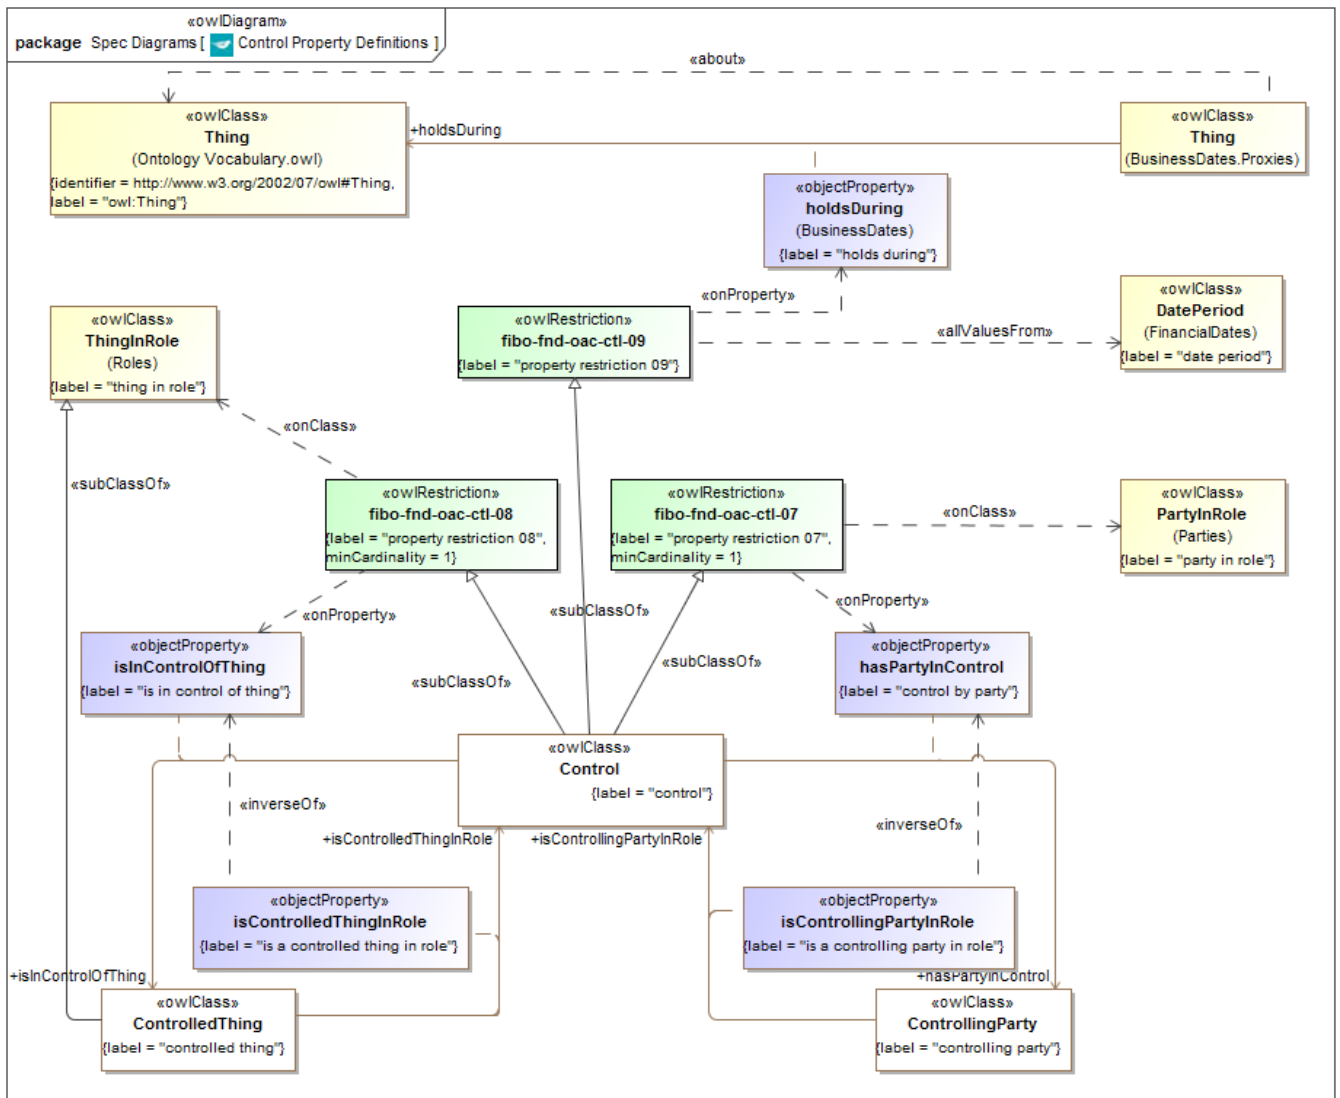 «owlDiagram»
package Spec Diagrams [ Control Property Definitions ]
«about»
«owlClass»
Thing
(Ontology Vocabulary.owl)
{identifier = http://www.w3.org/2002/07/owl#Thing,
label = "owl:Thing"}
+holdsDuring
«owlClass»
Thing
(BusinessDates.Proxies)
«objectProperty»
holdsDuring
(BusinessDates)
{label = "holds during"}
«onProperty»
«owlClass»
ThingInRole
(Roles)
{label = "thing in role"}
«owlRestriction»
fibo-fnd-oac-ctl-09
{label = "property restriction 09"}
«allValuesFrom»
«owlClass»
DatePeriod
(FinancialDates)
{label = "date period"}
«onClass»
«subClassOf»
«owlRestriction»
fibo-fnd-oac-ctl-08
{label = "property restriction 08",
minCardinality = 1}
«owlRestriction»
fibo-fnd-oac-ctl-07
{label = "property restriction 07",
minCardinality = 1}
«onClass»
«owlClass»
PartyInRole
(Parties)
{label = "party in role"}
«onProperty»
«subClassOf»
«onProperty»
«objectProperty»
isInControlOfThing
{label = "is in control of thing"}
«subClassOf»
«subClassOf»
«objectProperty»
hasPartyInControl
{label = "control by party"}
«owlClass»
Control
{label = "control"}
«inverseOf»
+isControlledThingInRole
+isControllingPartyInRole
«inverseOf»
«objectProperty»
isControlledThingInRole
{label = "is a controlled thing in role"}
«objectProperty»
isControllingPartyInRole
{label = "is a controlling party in role"}
+isInControlOfThing
+hasPartyInControl
«owlClass»
ControlledThing
{label = "controlled thing"}
«owlClass»
ControllingParty
{label = "controlling party"}